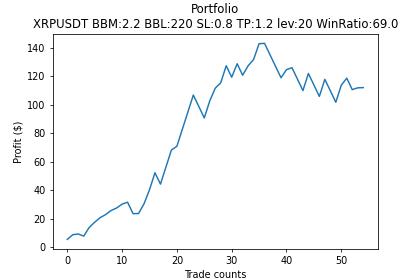 Portfolio
XRPUSDT BBM:2.2 BBL:220 SL:0.8 TP:1.2 lev:20 WinRatio:69.0
140
120
100
80
60
40
20
0
Profit ($)
0 10 20 30 40 50
Trade counts